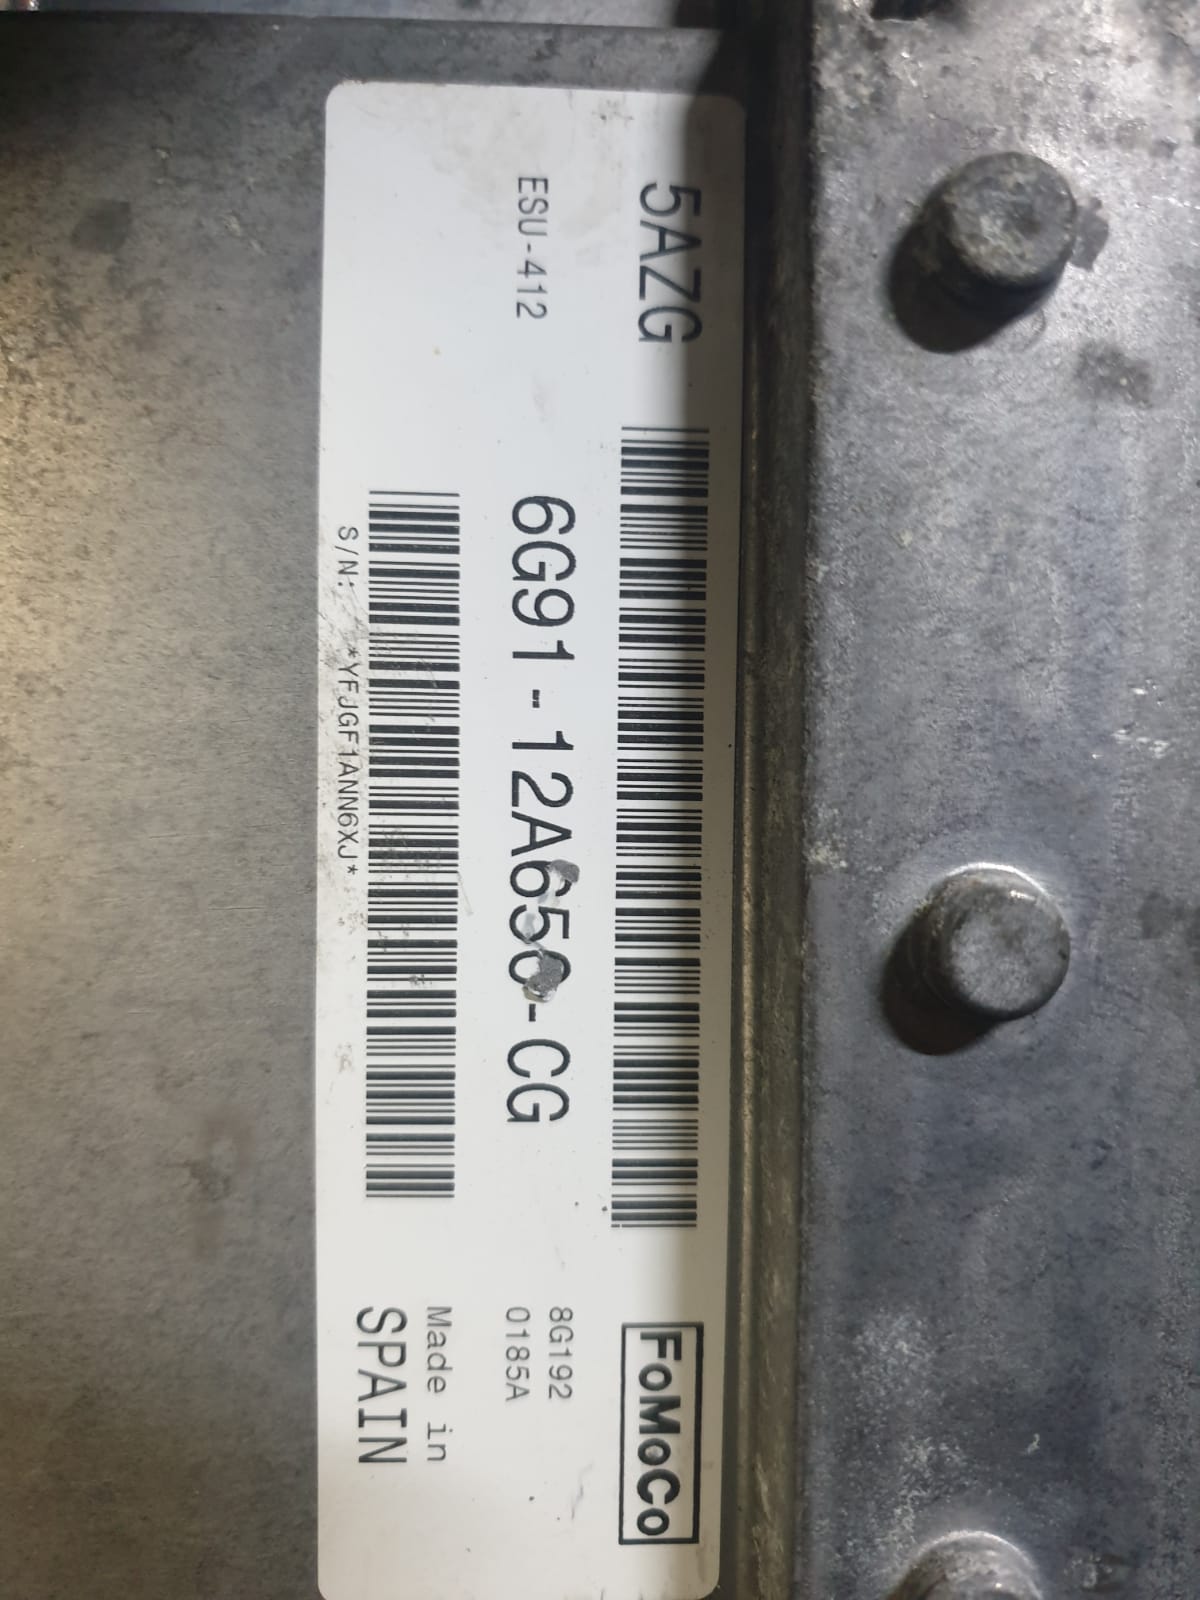 5AZG
FoMoCo
ESU-412
6G91-12A650-CG
8G192
0185A
Made in
SPAIN
S/N: **YFJGF1ANN6XJ*